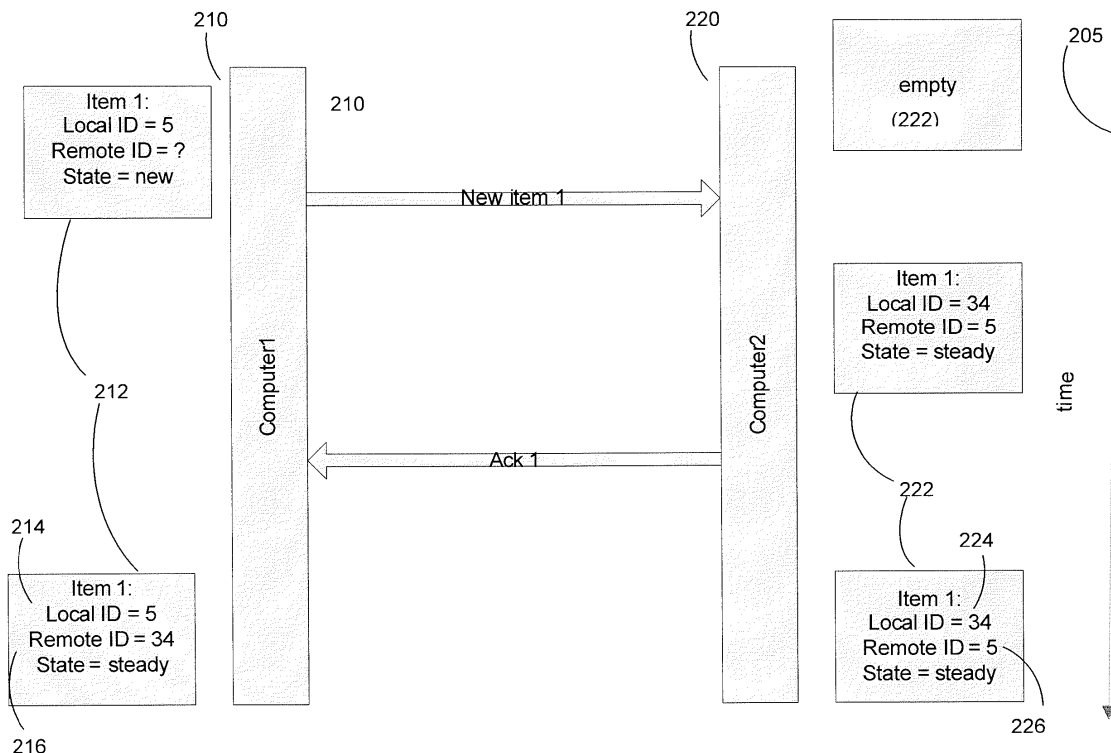 210
220
205
Item 1:
Local ID = 5
Remote ID = ?
State = new
210
empty
(222)
New item 1
Item 1:
Local ID = 34
Remote ID = 5
State = steady
Computer1
Computer2
time
212
Ack 1
222
214
224
Item 1:
Local ID = 5
Remote ID = 34
State = steady
Item 1:
Local ID = 34
Remote ID = 5
State = steady
216
226